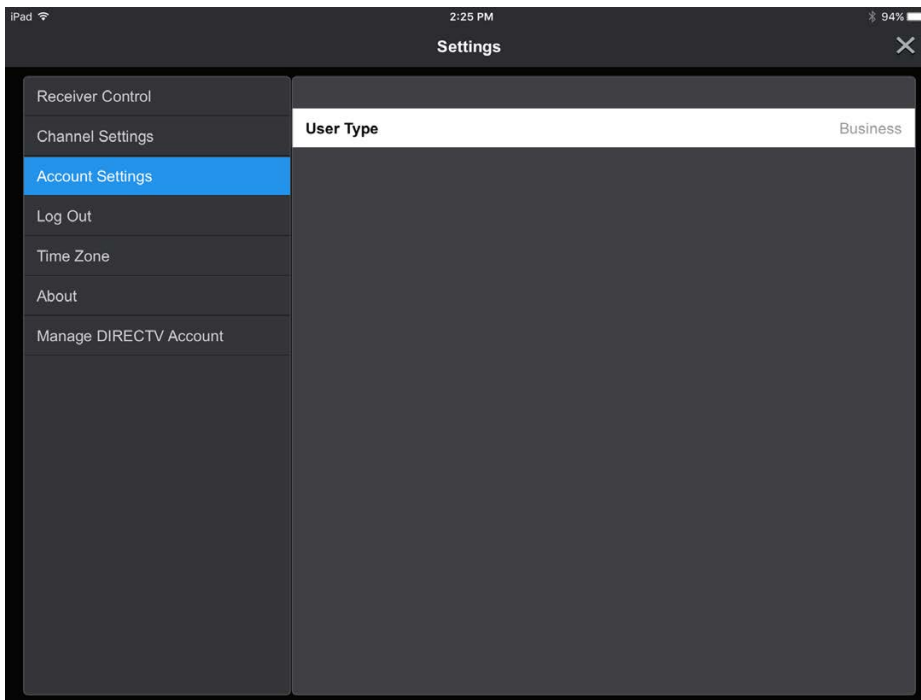 iPad 2:25 PM 94%
Settings
Receiver Control
Channel Settings
Account Settings
Log Out
Time Zone
About
Manage DIRECTV Account
User Type Business